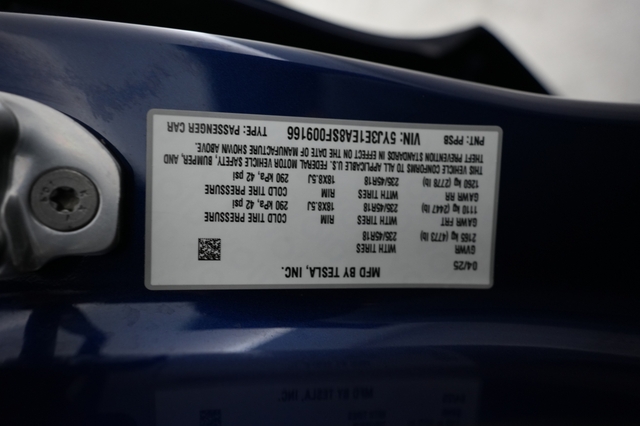 MFD BY TESLA, INC.
04/25
GVWR
2165 kg (4773 lb)
WITH TIRES
235/45R18
GAWR FRT
1110 kg (2447 lb)
WITH TIRES
235/45R18
RIM
18X8.5J
COLD TIRE PRESSURE
290 kPa, 42 psi
GAWR RR
1260 kg (2778 lb)
WITH TIRES
235/45R18
RIM
18X8.5J
COLD TIRE PRESSURE
290 kPa, 42 psi
THIS VEHICLE CONFORMS TO ALL APPLICABLE U.S. FEDERAL MOTOR VEHICLE SAFETY, BUMPER, AND
THEFT PREVENTION STANDARDS IN EFFECT ON THE DATE OF MANUFACTURE SHOWN ABOVE.
PNT: PPSB VIN: 5YJ3E1EA8SF009166 TYPE: PASSENGER CAR